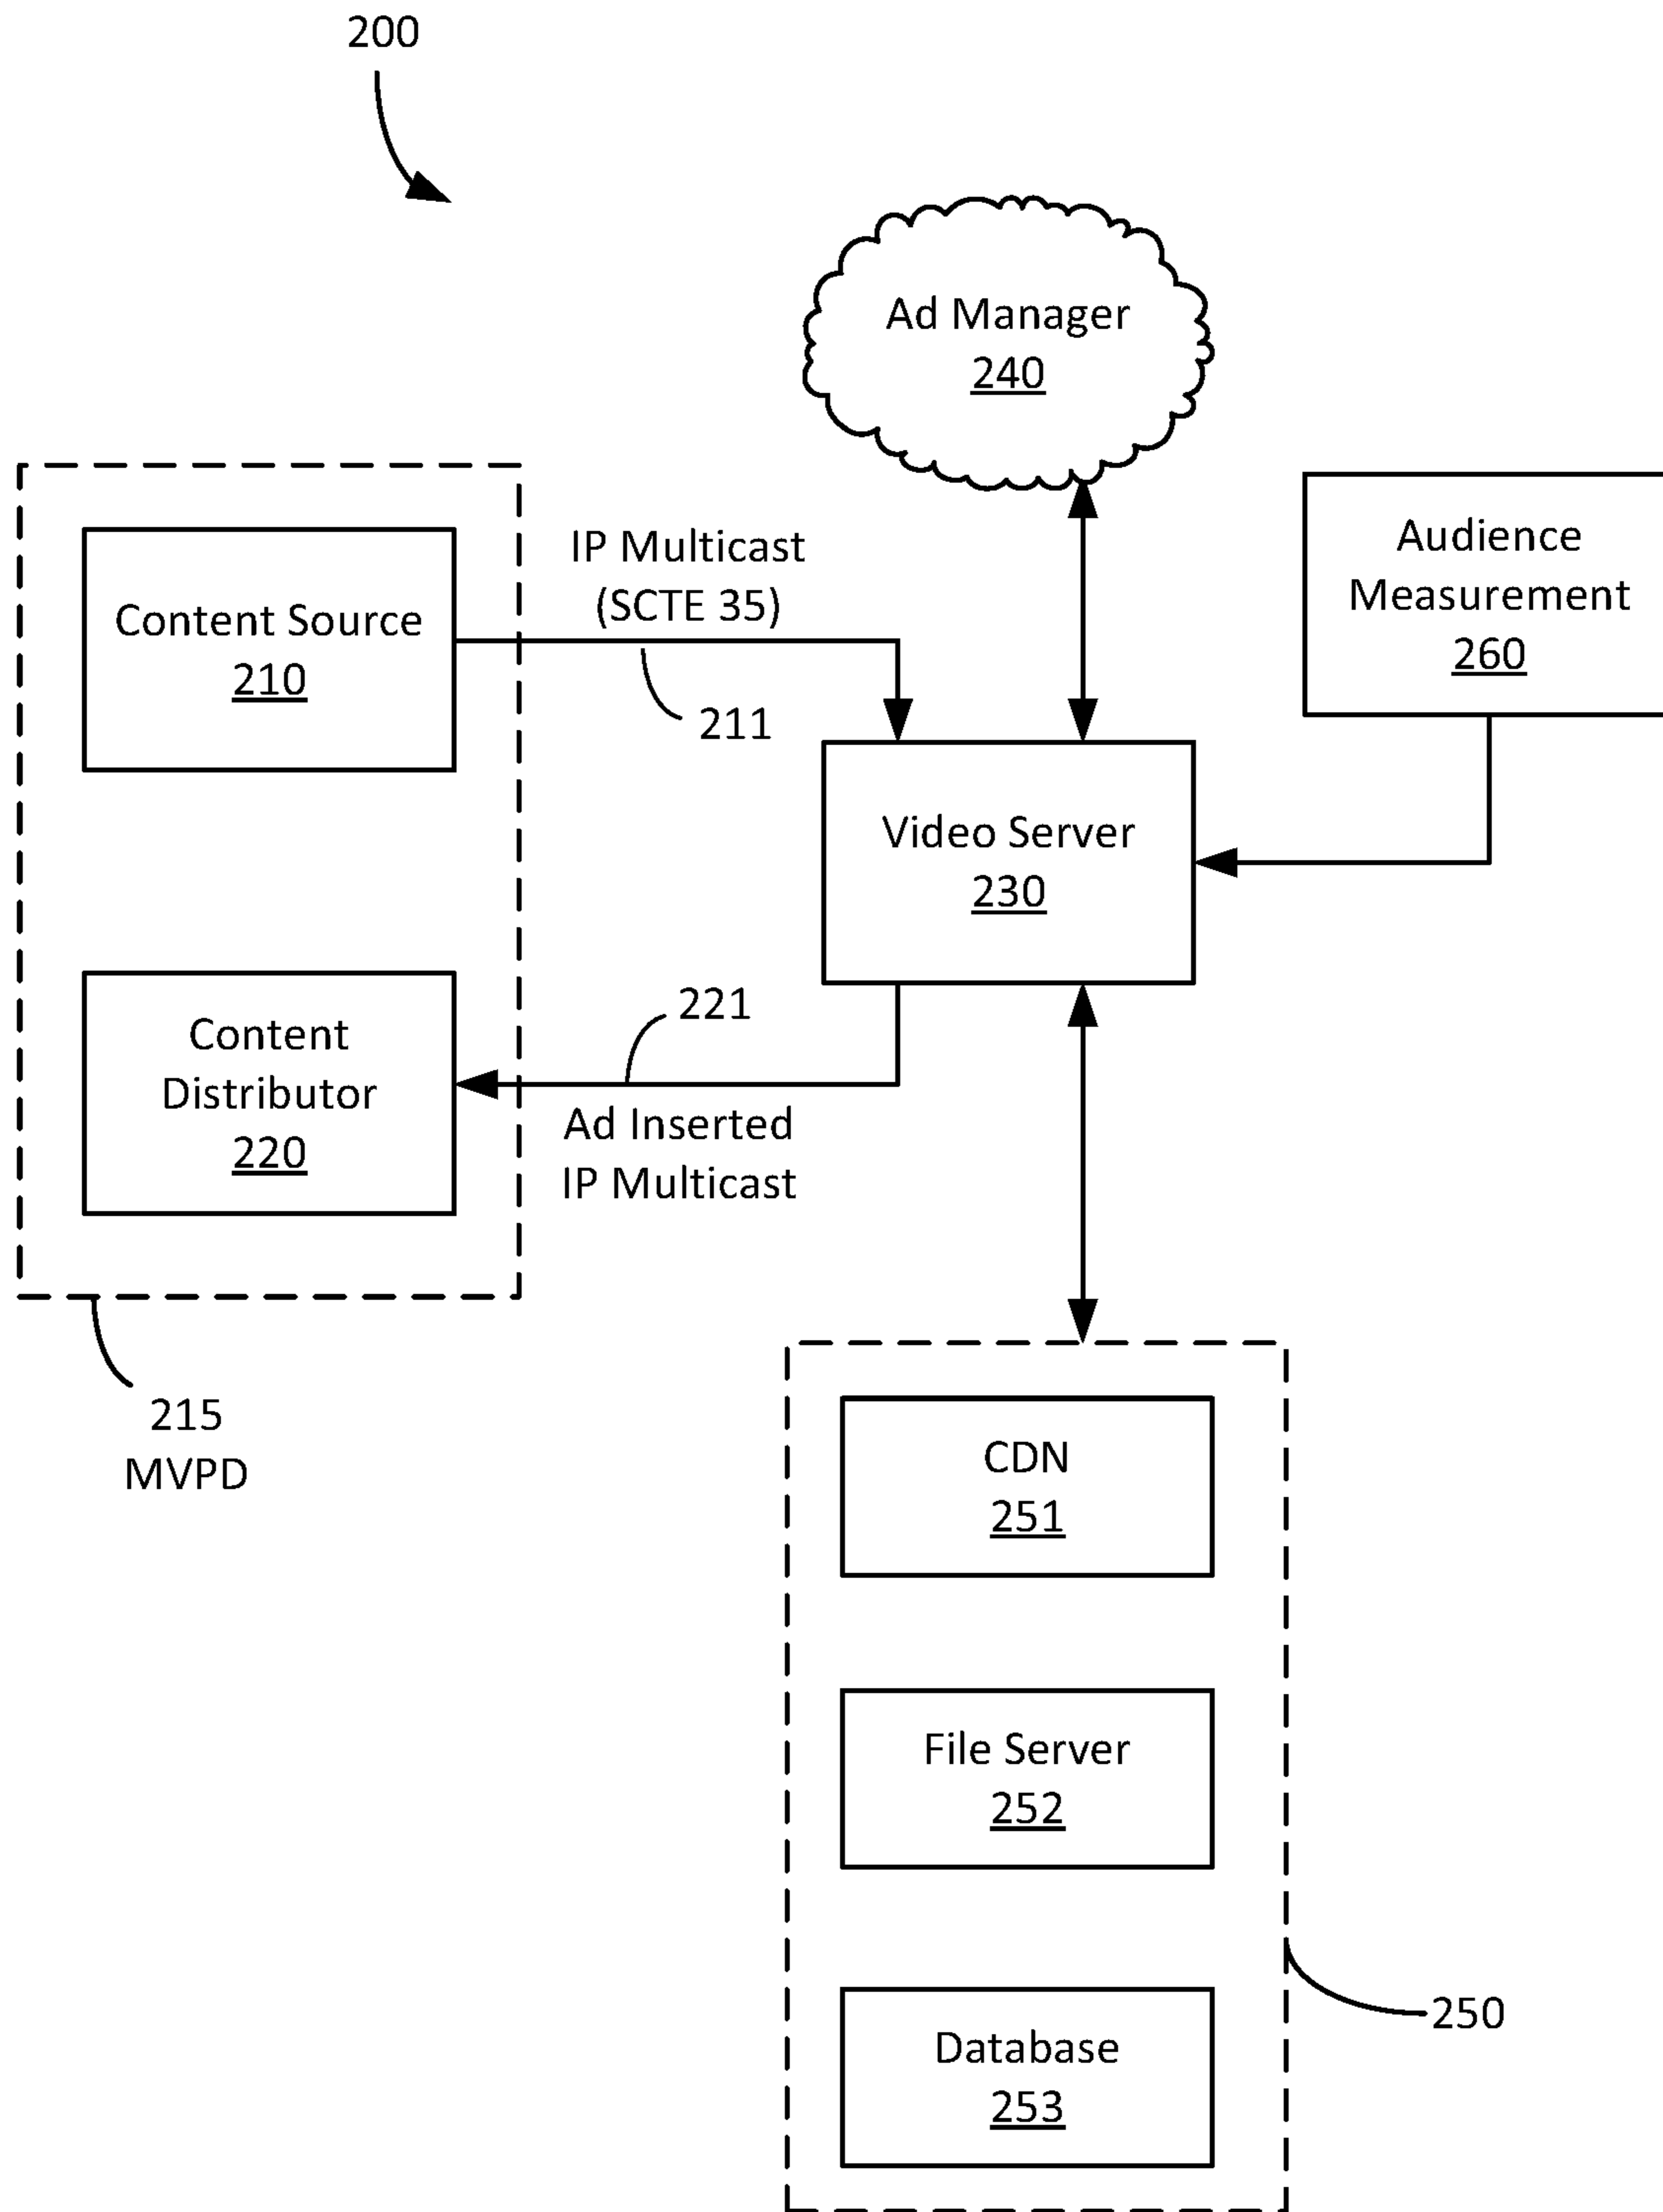 200
Ad Manager
240
Audience
Measurement
260
IP Multicast
(SCTE 35)
211
Content Source
210
Video Server
230
221
Content
Distributor
220
Ad Inserted
IP Multicast
215
MVPD
CDN
251
File Server
252
250
Database
253